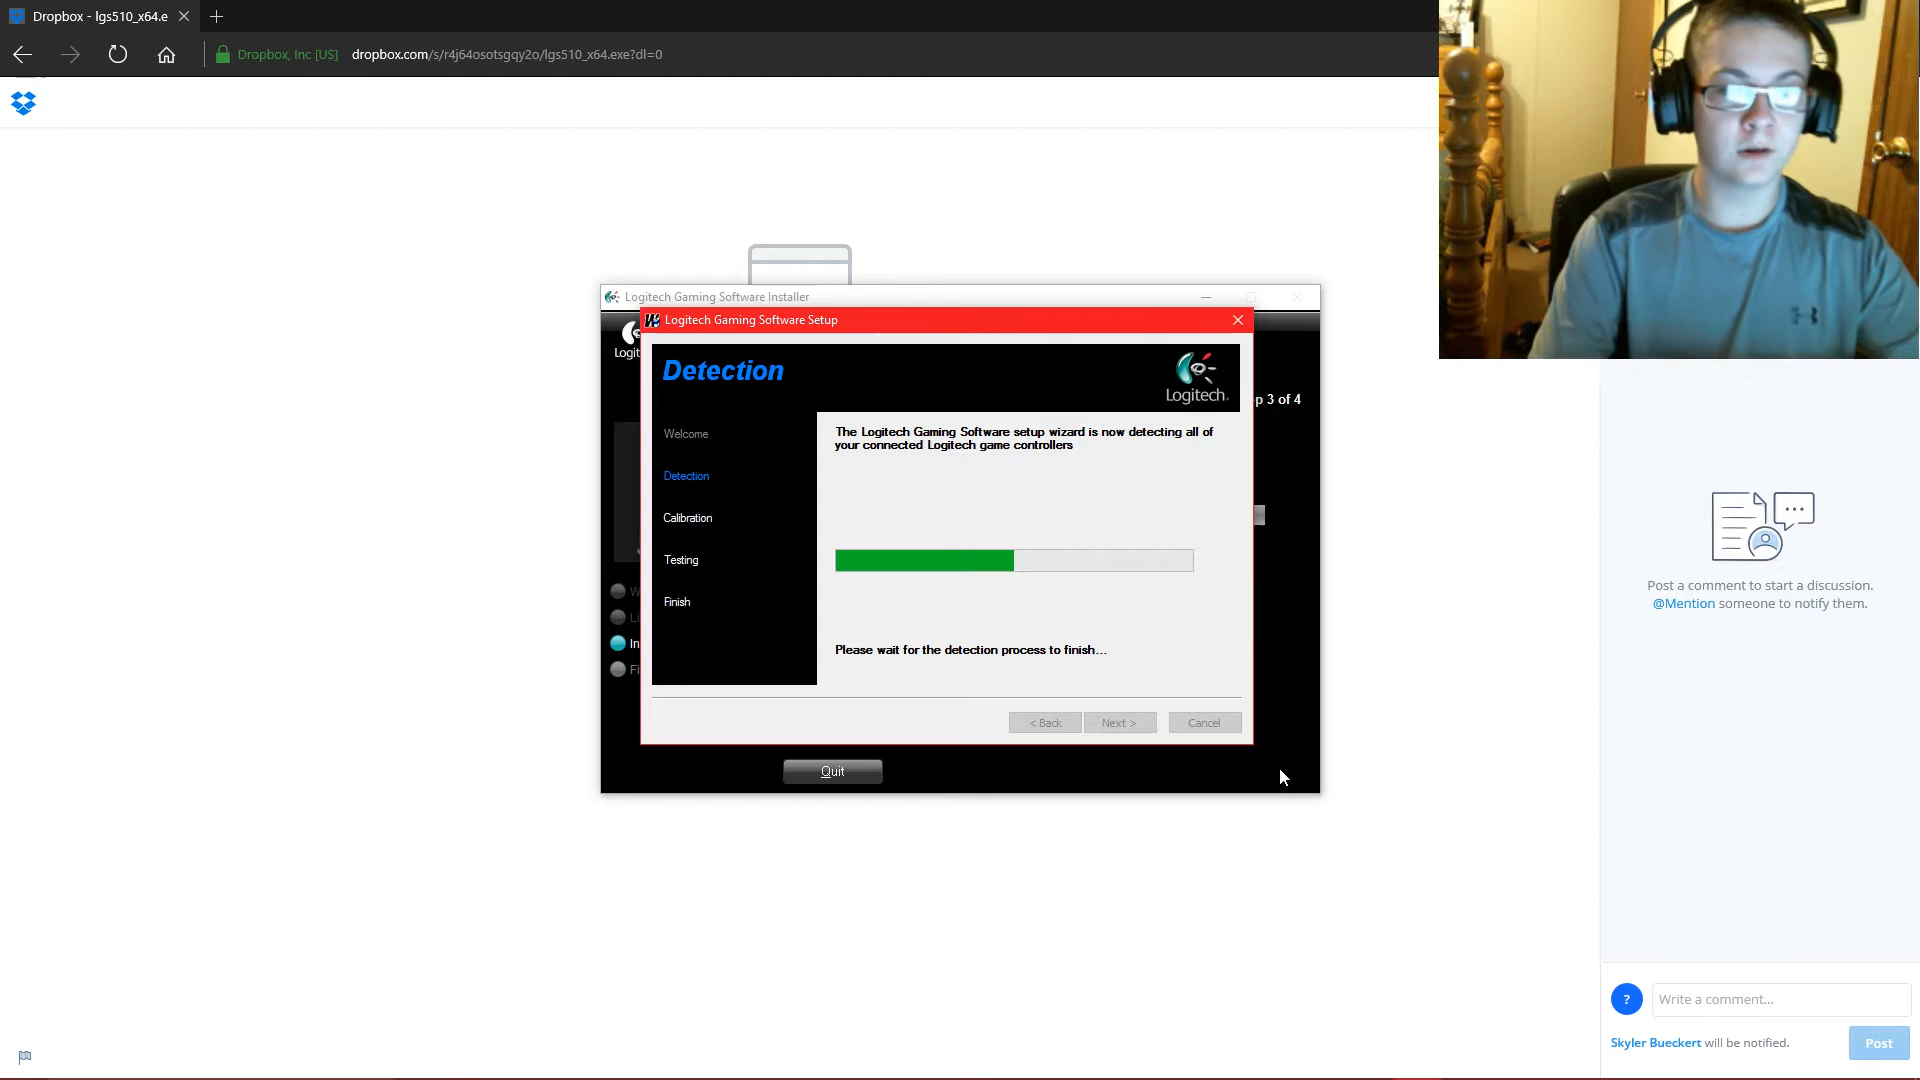 Dropbox - lgs510_x64.e
Dropbox, Inc [US]
dropbox.com/s/r4j64osotsgqy2o/lgs510_x64.exe?dl=0
Logitech Gaming Software Installer
Logitech Gaming Software Setup
Detection
Logitech
3 of 4
Welcome
Detection
Calibration
Testing
Finish
The Logitech Gaming Software setup wizard is now detecting all of
your connected Logitech game controllers
Please wait for the detection process to finish...
< Back
Next >
Cancel
Quit
Post a comment to start a discussion.
@Mention someone to notify them.
?
Write a comment...
Skyler Bueckert will be notified.
Post